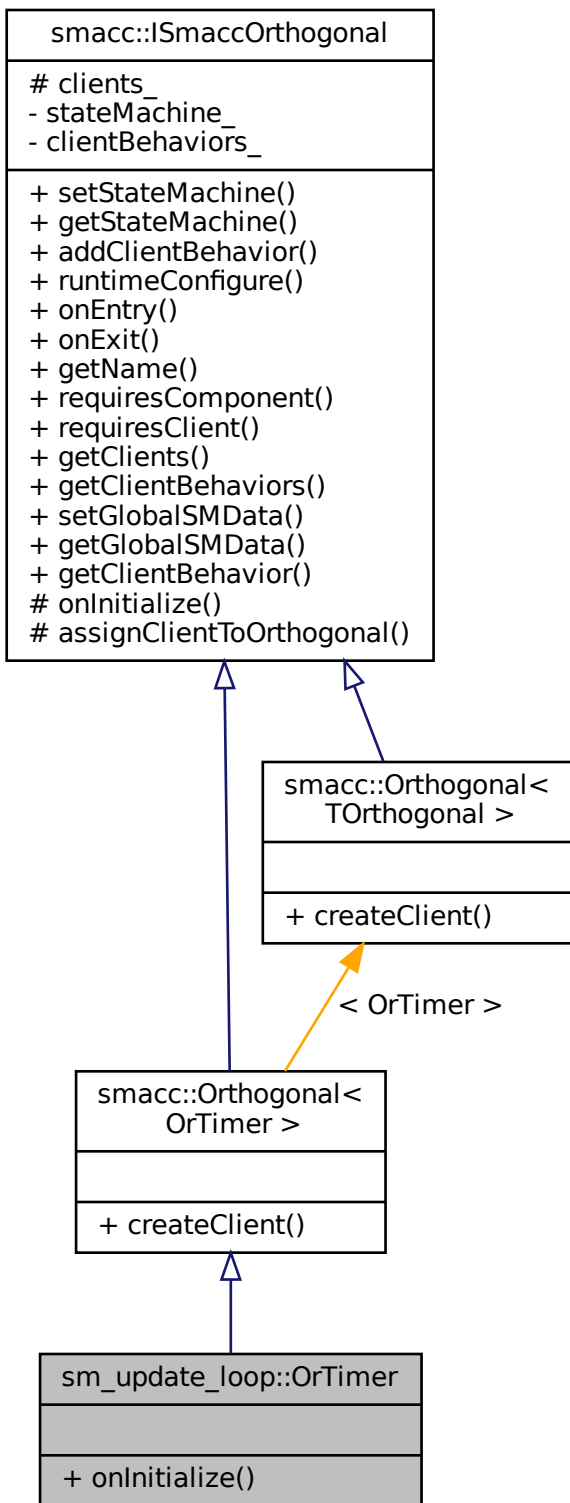 smacc::ISmaccOrthogonal
# clients_
- stateMachine_
- clientBehaviors_
+ setStateMachine()
+ getStateMachine()
+ addClientBehavior()
+ runtimeConfigure()
+ onEntry()
+ onExit()
+ getName()
+ requiresComponent()
+ requiresClient()
+ getClients()
+ getClientBehaviors()
+ setGlobalSMData()
+ getGlobalSMData()
+ getClientBehavior()
# onInitialize()
# assignClientToOrthogonal()
smacc::Orthogonal<
TOrthogonal >
+ createClient()
< OrTimer >
smacc::Orthogonal<
OrTimer >
+ createClient()
sm_update_loop::OrTimer
+ onInitialize()